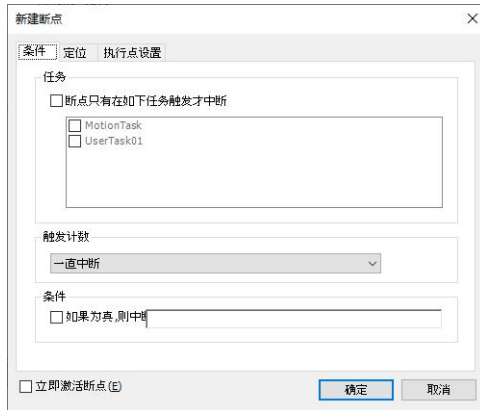 新建断点
条件 定位 执行点设置
任务
断点只有在如下任务触发才中断
MotionTask
UserTask01
触发计数
一直中断
条件
如果为真,则中
立即激活断点(E)
确定 取消